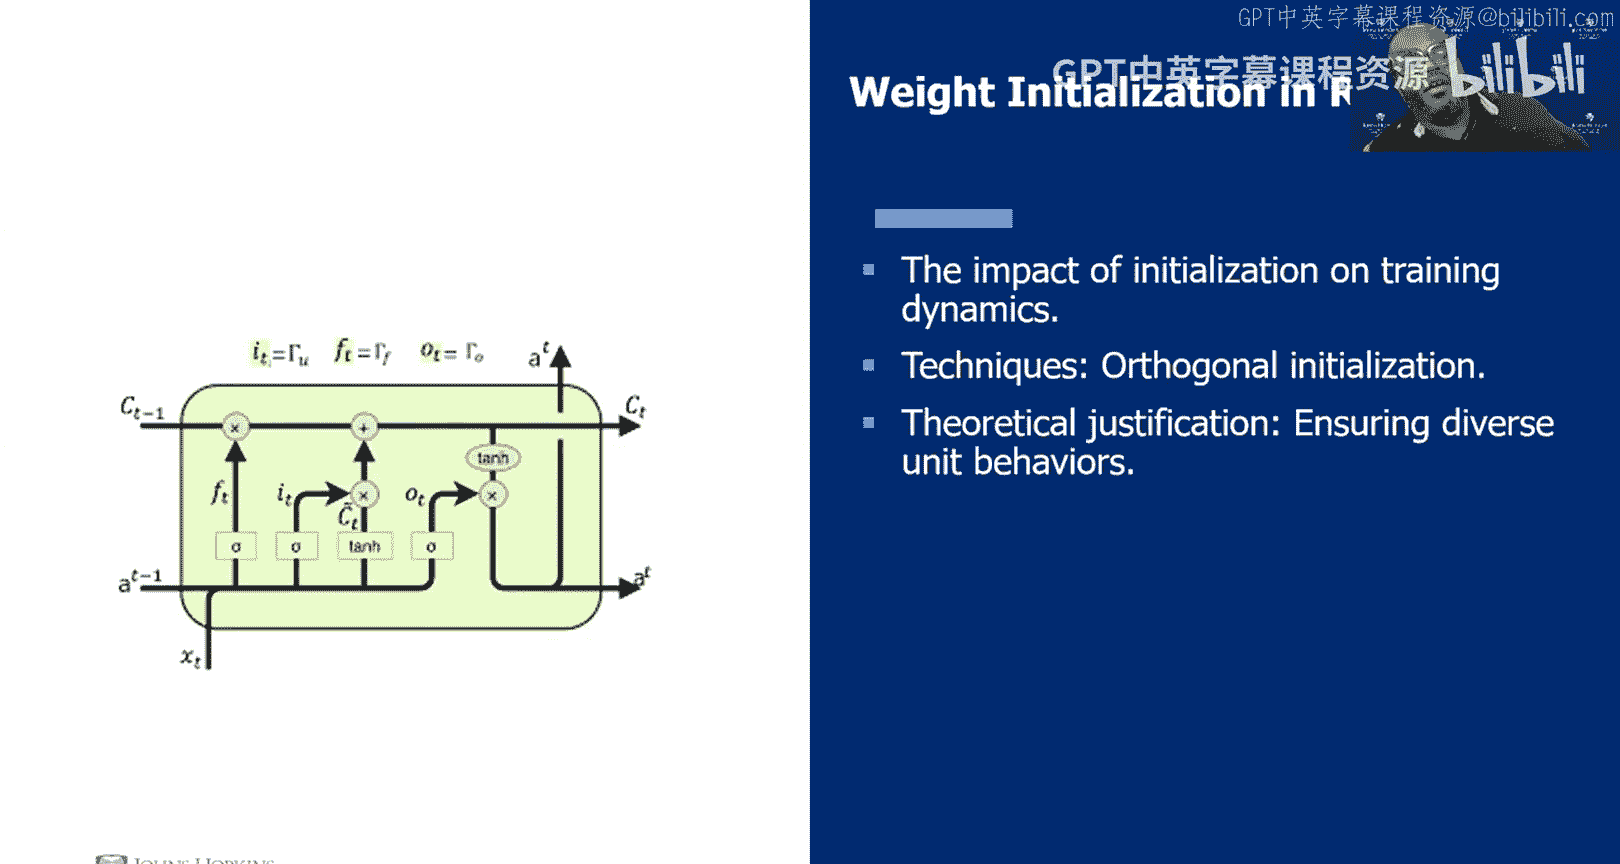 GPT中英字幕课程资源@bilibili.com
GPT中英字幕课程资源 bilibili
Weight Initialization in R
The impact of initialization on training
dynamics.
Techniques: Orthogonal initialization.
Theoretical justification: Ensuring diverse
unit behaviors.
i_t=Γ_u f_t=Γ_f o_t=Γ_o a^t
C_{t-1} C_t
× +
tanh
f_t i_t × o_t ×
C̃_t
σ σ tanh σ
a^{t-1} a^t
x_t
JOHNS HOPKINS